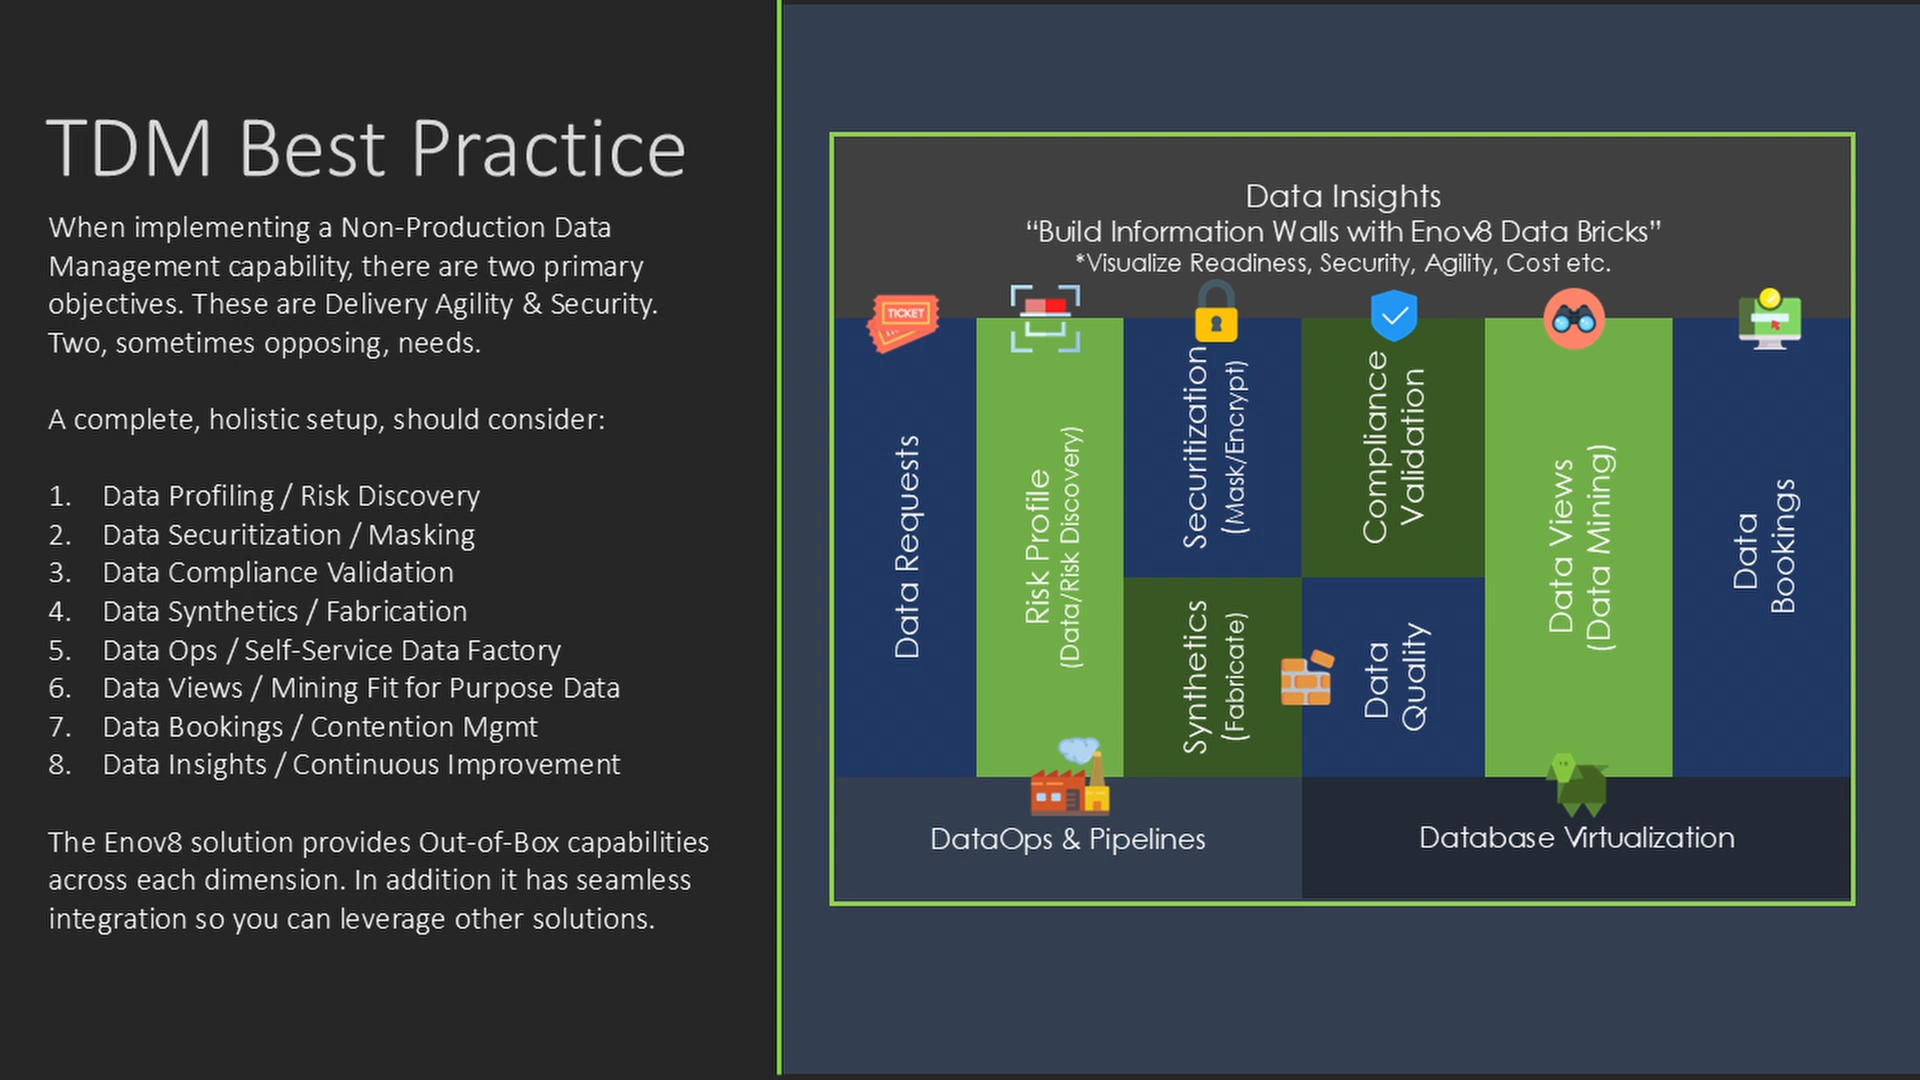 TDM Best Practice
When implementing a Non-Production Data
Management capability, there are two primary
objectives. These are Delivery Agility & Security.
Two, sometimes opposing, needs.
A complete, holistic setup, should consider:
1. Data Profiling / Risk Discovery
2. Data Securitization / Masking
3. Data Compliance Validation
4. Data Synthetics / Fabrication
5. Data Ops / Self-Service Data Factory
6. Data Views / Mining Fit for Purpose Data
7. Data Bookings / Contention Mgmt
8. Data Insights / Continuous Improvement
The Enov8 solution provides Out-of-Box capabilities
across each dimension. In addition it has seamless
integration so you can leverage other solutions.
Data Insights
“Build Information Walls with Enov8 Data Bricks”
*Visualize Readiness, Security, Agility, Cost etc.
TICKET
Data Requests
Risk Profile
(Data/Risk Discovery)
Securitization
(Mask/Encrypt)
Compliance
Validation
Synthetics
(Fabricate)
Data
Quality
Data Views
(Data Mining)
Data
Bookings
DataOps & Pipelines
Database Virtualization